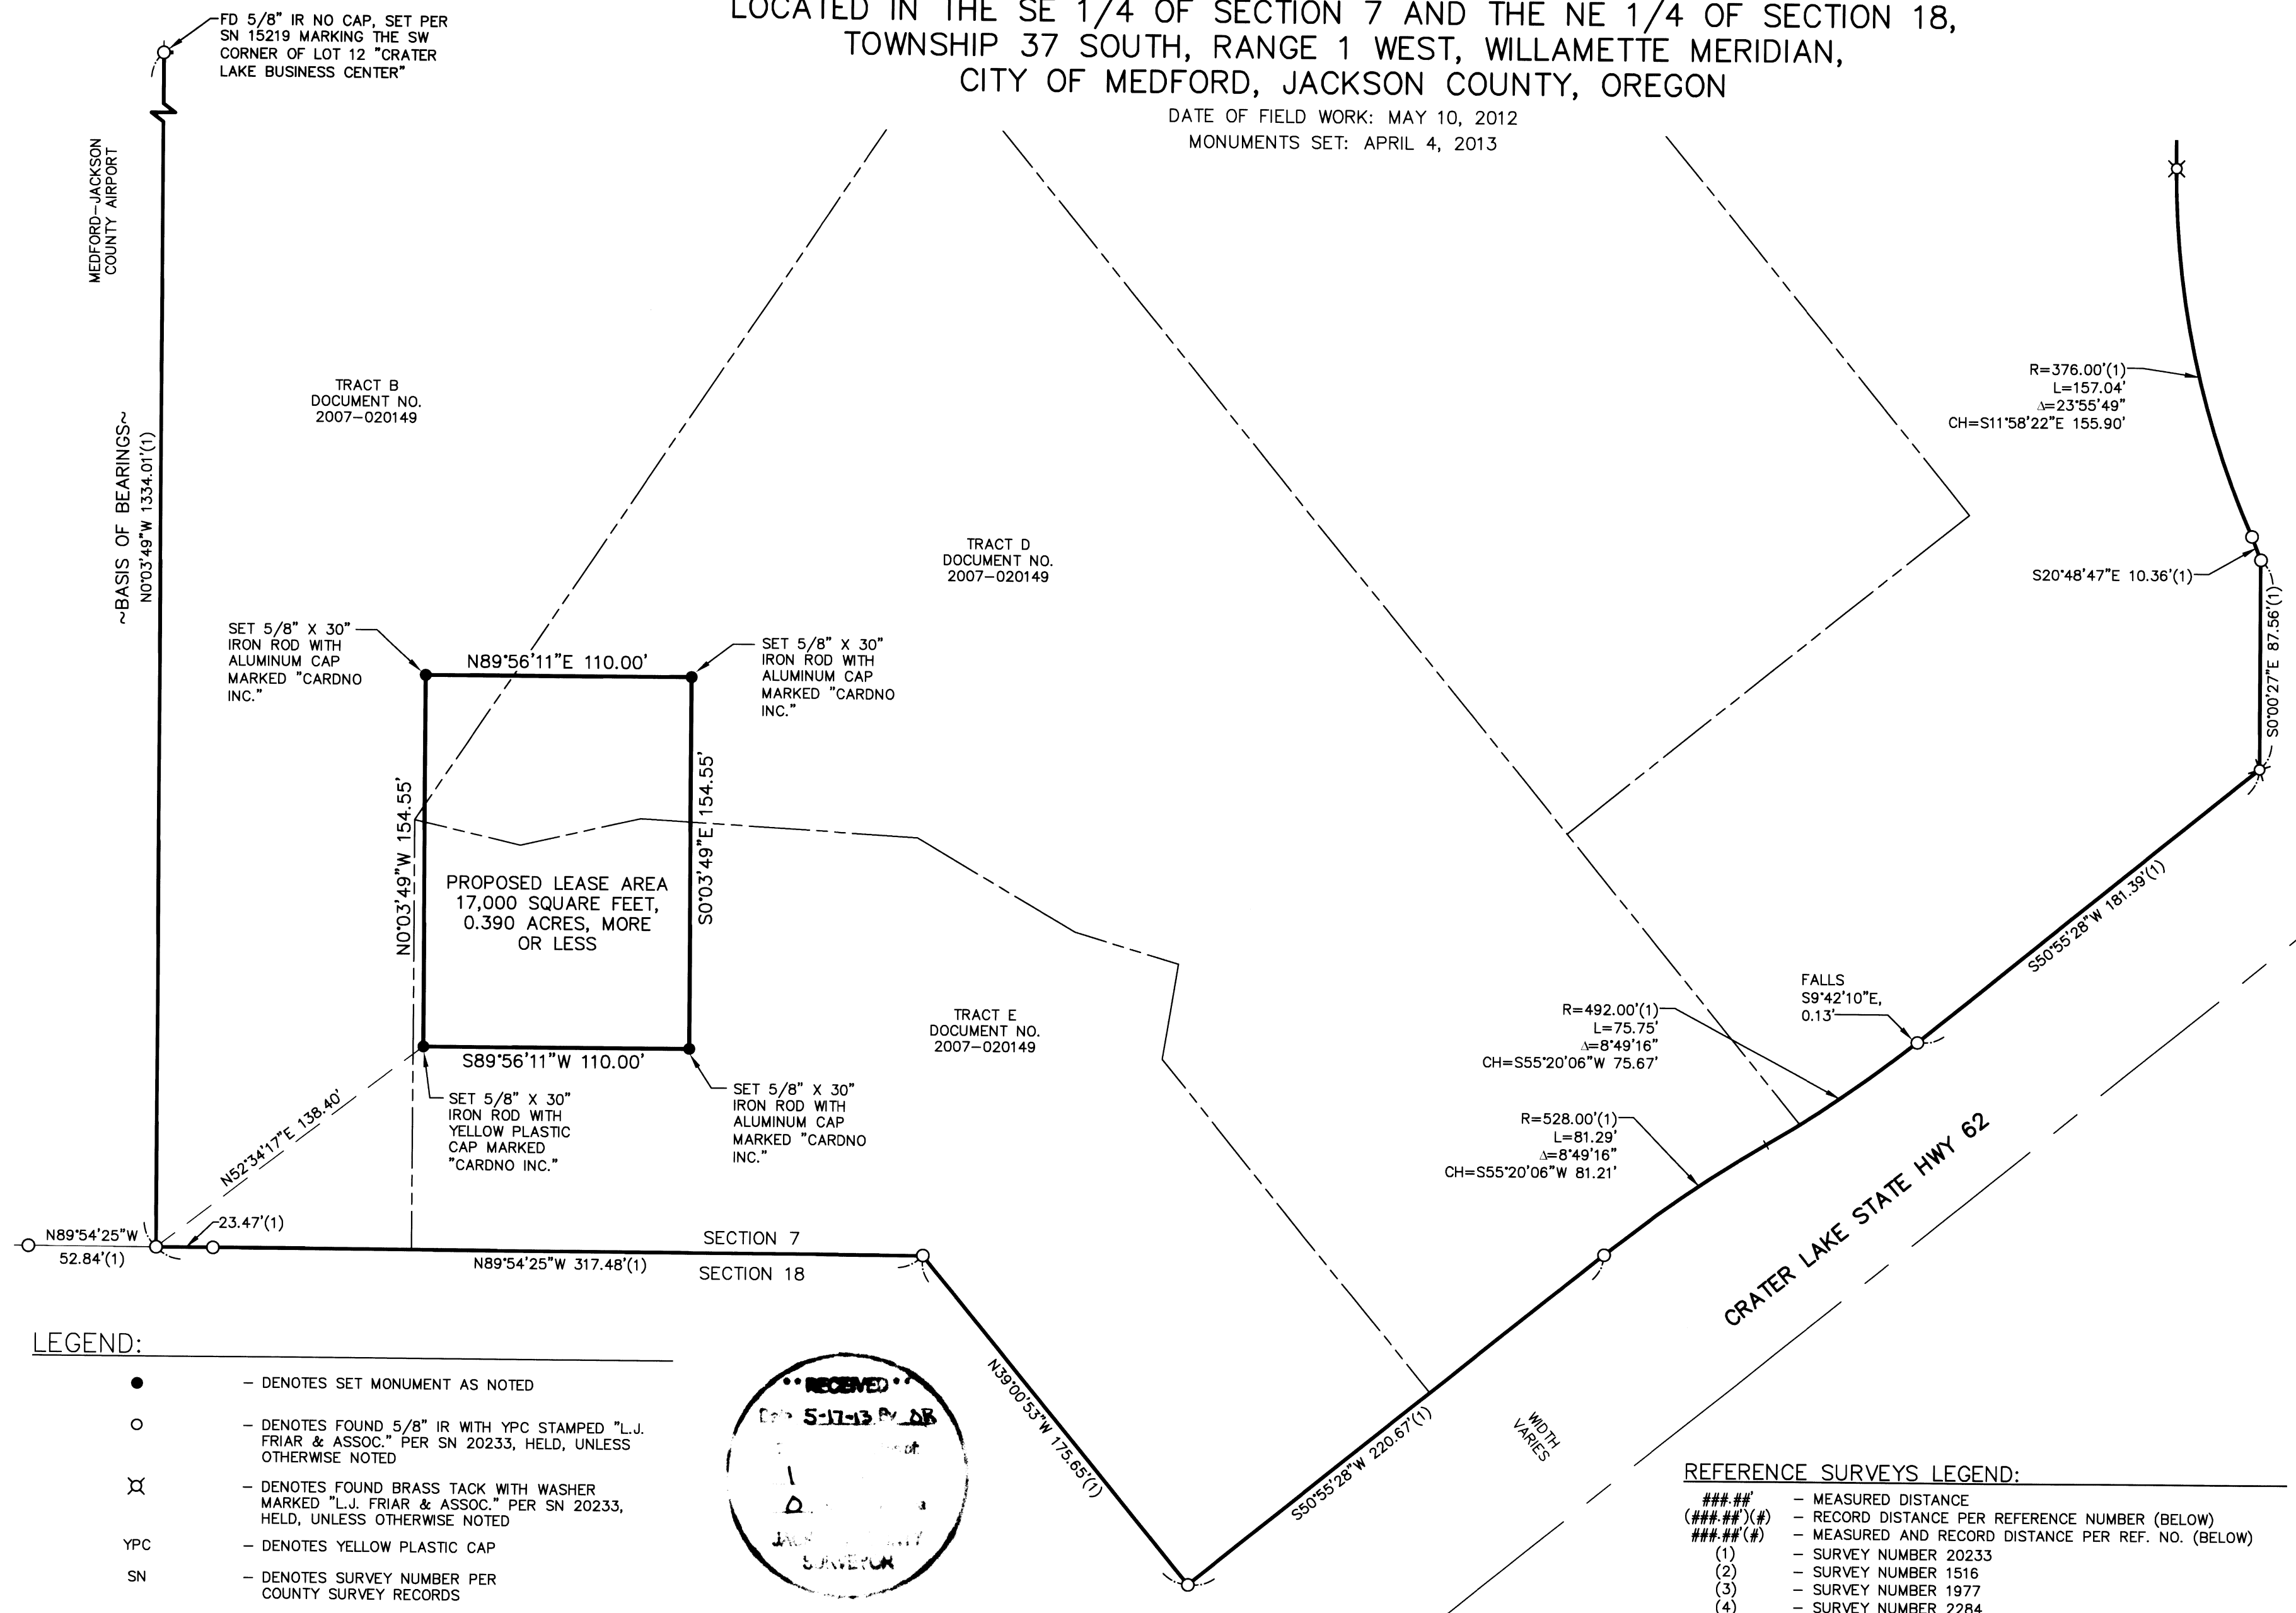 LOCATED IN THE SE 1/4 OF SECTION 7 AND THE NE 1/4 OF SECTION 18,
TOWNSHIP 37 SOUTH, RANGE 1 WEST, WILLAMETTE MERIDIAN,
CITY OF MEDFORD, JACKSON COUNTY, OREGON
DATE OF FIELD WORK: MAY 10, 2012
MONUMENTS SET: APRIL 4, 2013
FD 5/8" IR NO CAP, SET PER
SN 15219 MARKING THE SW
CORNER OF LOT 12 "CRATER
LAKE BUSINESS CENTER"
MEDFORD-JACKSON
COUNTY AIRPORT
~BASIS OF BEARINGS~
N0°03'49"W 1334.01'(1)
TRACT B
DOCUMENT NO.
2007-020149
TRACT D
DOCUMENT NO.
2007-020149
R=376.00'(1)
L=157.04'
Δ=23°55'49"
CH=S11°58'22"E 155.90'
S20°48'47"E 10.36'(1)
S0°00'27"E 87.56'(1)
SET 5/8" X 30"
IRON ROD WITH
ALUMINUM CAP
MARKED "CARDNO
INC."
N89°56'11"E 110.00'
SET 5/8" X 30"
IRON ROD WITH
ALUMINUM CAP
MARKED "CARDNO
INC."
N0°03'49"W 154.55'
S0°03'49"E 154.55'
PROPOSED LEASE AREA
17,000 SQUARE FEET,
0.390 ACRES, MORE
OR LESS
S89°56'11"W 110.00'
SET 5/8" X 30"
IRON ROD WITH
YELLOW PLASTIC
CAP MARKED
"CARDNO INC."
SET 5/8" X 30"
IRON ROD WITH
ALUMINUM CAP
MARKED "CARDNO
INC."
TRACT E
DOCUMENT NO.
2007-020149
S50°55'28"W 181.39'(1)
FALLS
S9°42'10"E,
0.13'
R=492.00'(1)
L=75.75'
Δ=8°49'16"
CH=S55°20'06"W 75.67'
R=528.00'(1)
L=81.29'
Δ=8°49'16"
CH=S55°20'06"W 81.21'
CRATER LAKE STATE HWY 62
N52°34'17"E 138.40'
23.47'(1)
N89°54'25"W
52.84'(1)
N89°54'25"W 317.48'(1)
SECTION 7
SECTION 18
N39°00'53"W 175.65'(1)
S50°55'28"W 220.67'(1)
WIDTH
VARIES
LEGEND:
- DENOTES SET MONUMENT AS NOTED
- DENOTES FOUND 5/8" IR WITH YPC STAMPED "L.J.
FRIAR & ASSOC." PER SN 20233, HELD, UNLESS
OTHERWISE NOTED
- DENOTES FOUND BRASS TACK WITH WASHER
MARKED "L.J. FRIAR & ASSOC." PER SN 20233,
HELD, UNLESS OTHERWISE NOTED
YPC - DENOTES YELLOW PLASTIC CAP
SN - DENOTES SURVEY NUMBER PER
COUNTY SURVEY RECORDS
RECEIVED
5-17-13 By DB
SURVEYOR
REFERENCE SURVEYS LEGEND:
###.##' - MEASURED DISTANCE
(###.##')(#) - RECORD DISTANCE PER REFERENCE NUMBER (BELOW)
###.##'(#) - MEASURED AND RECORD DISTANCE PER REF. NO. (BELOW)
(1) - SURVEY NUMBER 20233
(2) - SURVEY NUMBER 1516
(3) - SURVEY NUMBER 1977
(4) - SURVEY NUMBER 2284